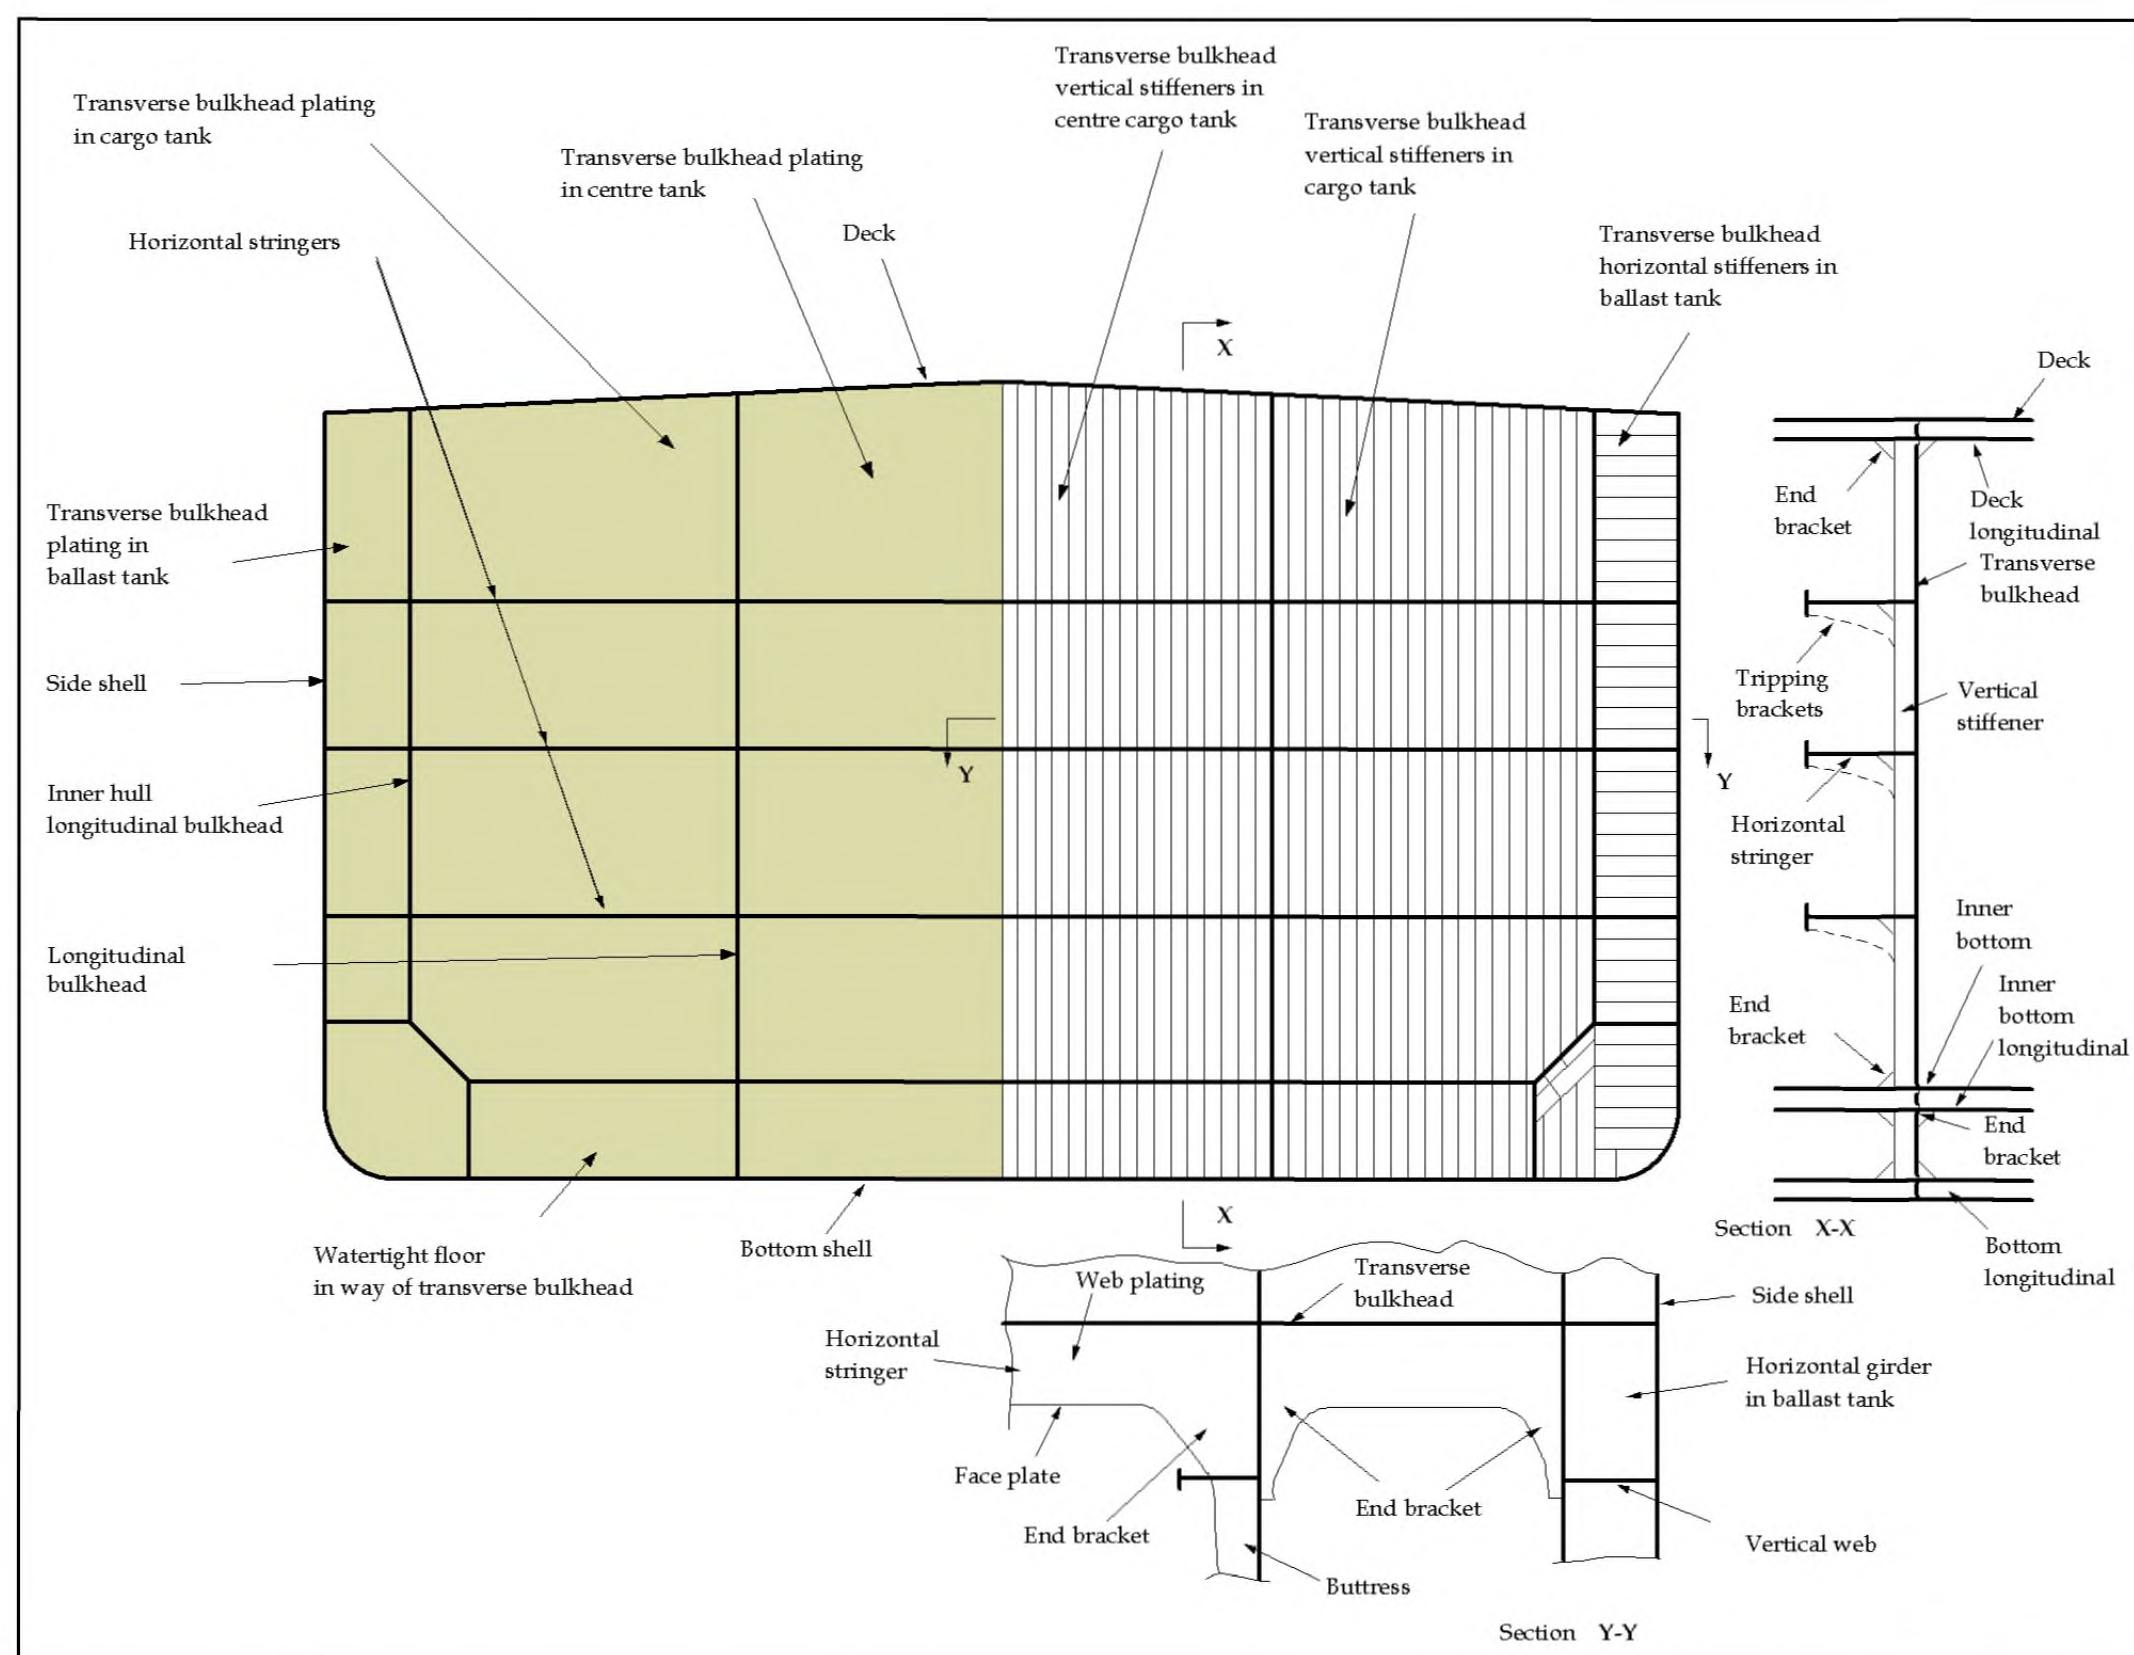 Transverse bulkhead
vertical stiffeners in
centre cargo tank
Transverse bulkhead plating
in cargo tank
Transverse bulkhead
vertical stiffeners in
cargo tank
Transverse bulkhead plating
in centre tank
Horizontal stringers
Deck
Transverse bulkhead
horizontal stiffeners in
ballast tank
X
Deck
Transverse bulkhead
plating in
ballast tank
End
bracket
Deck
longitudinal
Transverse
bulkhead
Side shell
Tripping
brackets
Vertical
stiffener
Y
Y
Inner hull
longitudinal bulkhead
Horizontal
stringer
Longitudinal
bulkhead
Inner
bottom
Inner
bottom
longitudinal
End
bracket
End
bracket
X
Section X-X
Bottom
longitudinal
Watertight floor
in way of transverse bulkhead
Bottom shell
Web plating
Transverse
bulkhead
Side shell
Horizontal
stringer
Horizontal girder
in ballast tank
Face plate
End bracket
End bracket
Vertical web
Buttress
Section Y-Y